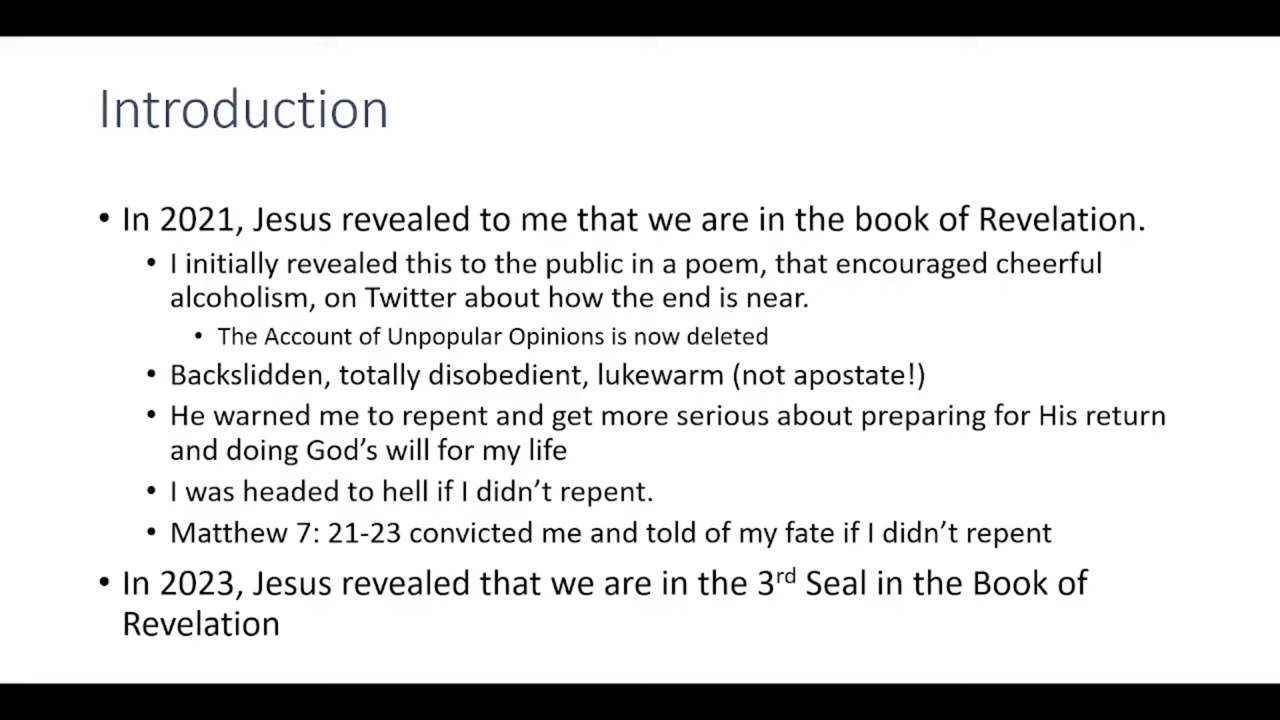 Introduction
• In 2021, Jesus revealed to me that we are in the book of Revelation.
• I initially revealed this to the public in a poem, that encouraged cheerful
alcoholism, on Twitter about how the end is near.
• The Account of Unpopular Opinions is now deleted
• Backslidden, totally disobedient, lukewarm (not apostate!)
• He warned me to repent and get more serious about preparing for His return
and doing God’s will for my life
• I was headed to hell if I didn’t repent.
• Matthew 7: 21-23 convicted me and told of my fate if I didn’t repent
• In 2023, Jesus revealed that we are in the 3rd Seal in the Book of
Revelation